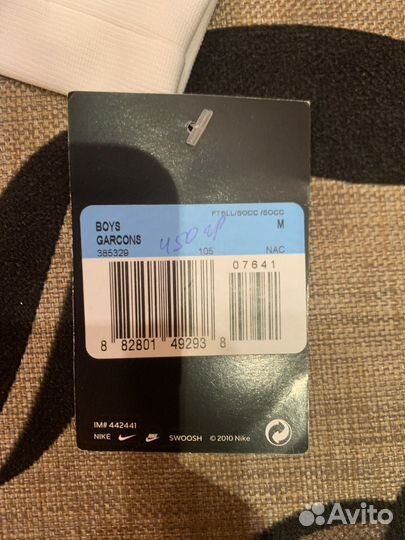 FTBLL/SOCC/SOCC
BOYS M
GARCONS
385329 105 NAC
07641
8 82801 49293 8
IM# 442441
NIKE SWOOSH © 2010 Nike
Avito